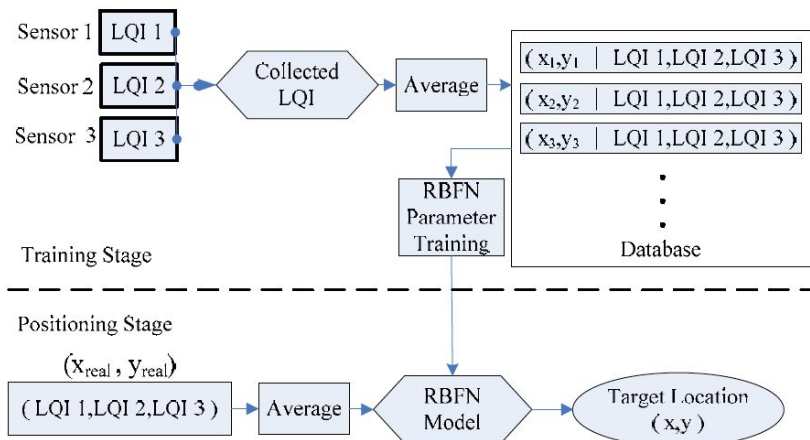 Sensor 1 LQI 1
Sensor 2 LQI 2
Sensor 3 LQI 3
Collected
LQI
Average
( x₁,y₁ | LQI 1,LQI 2,LQI 3 )
( x₂,y₂ | LQI 1,LQI 2,LQI 3 )
( x₃,y₃ | LQI 1,LQI 2,LQI 3 )
Database
RBFN
Parameter
Training
Training Stage
Positioning Stage
(x_real , y_real)
( LQI 1,LQI 2,LQI 3 )
Average
RBFN
Model
Target Location
( x,y )